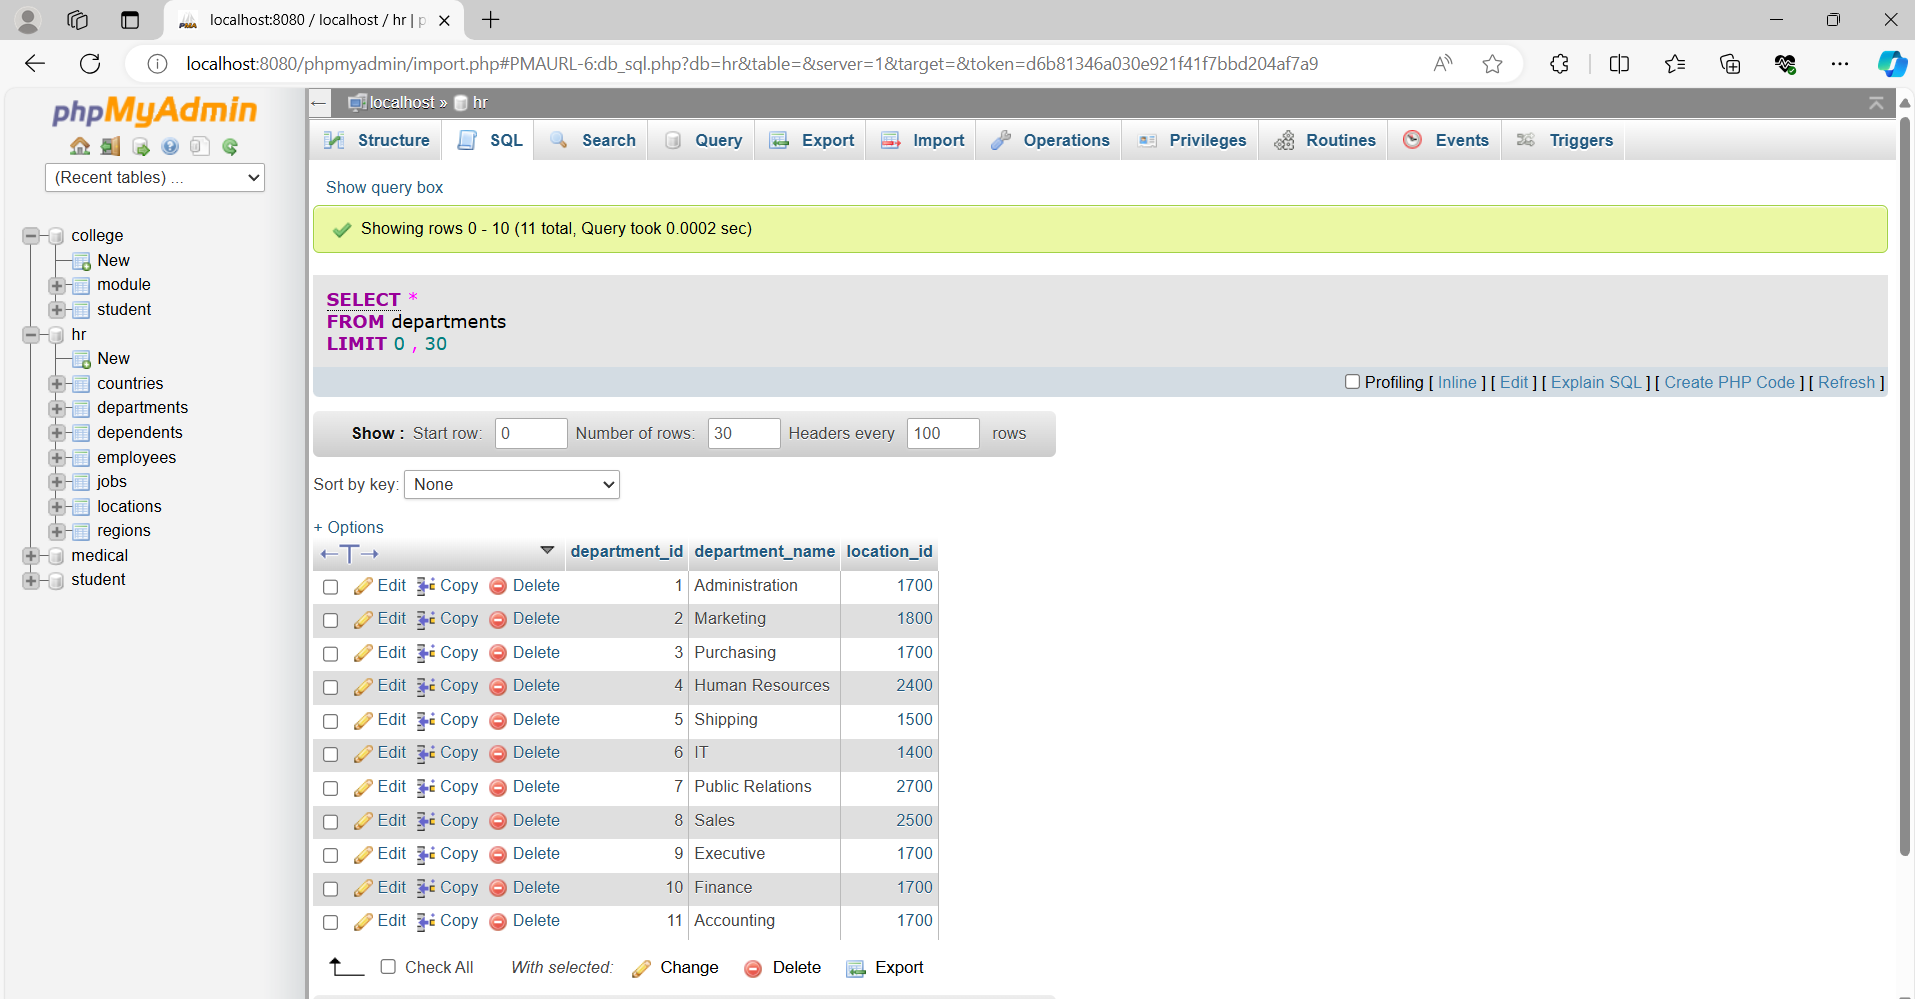 localhost:8080 / localhost / hr | p
localhost:8080/phpmyadmin/import.php#PMAURL-6:db_sql.php?db=hr&table=&server=1&target=&token=d6b81346a030e921f41f7bbd204af7a9
phpMyAdmin
(Recent tables) ...
college
New
module
student
hr
New
countries
departments
dependents
employees
jobs
locations
regions
medical
student
localhost » hr
Structure SQL Search Query Export Import Operations Privileges Routines Events Triggers
Show query box
Showing rows 0 - 10 (11 total, Query took 0.0002 sec)
SELECT *
FROM departments
LIMIT 0 , 30
Profiling [ Inline ] [ Edit ] [ Explain SQL ] [ Create PHP Code ] [ Refresh ]
Show : Start row: 0 Number of rows: 30 Headers every 100 rows
Sort by key: None
+ Options
←T→ department_id department_name location_id
Edit Copy Delete 1 Administration 1700
Edit Copy Delete 2 Marketing 1800
Edit Copy Delete 3 Purchasing 1700
Edit Copy Delete 4 Human Resources 2400
Edit Copy Delete 5 Shipping 1500
Edit Copy Delete 6 IT 1400
Edit Copy Delete 7 Public Relations 2700
Edit Copy Delete 8 Sales 2500
Edit Copy Delete 9 Executive 1700
Edit Copy Delete 10 Finance 1700
Edit Copy Delete 11 Accounting 1700
Check All With selected: Change Delete Export